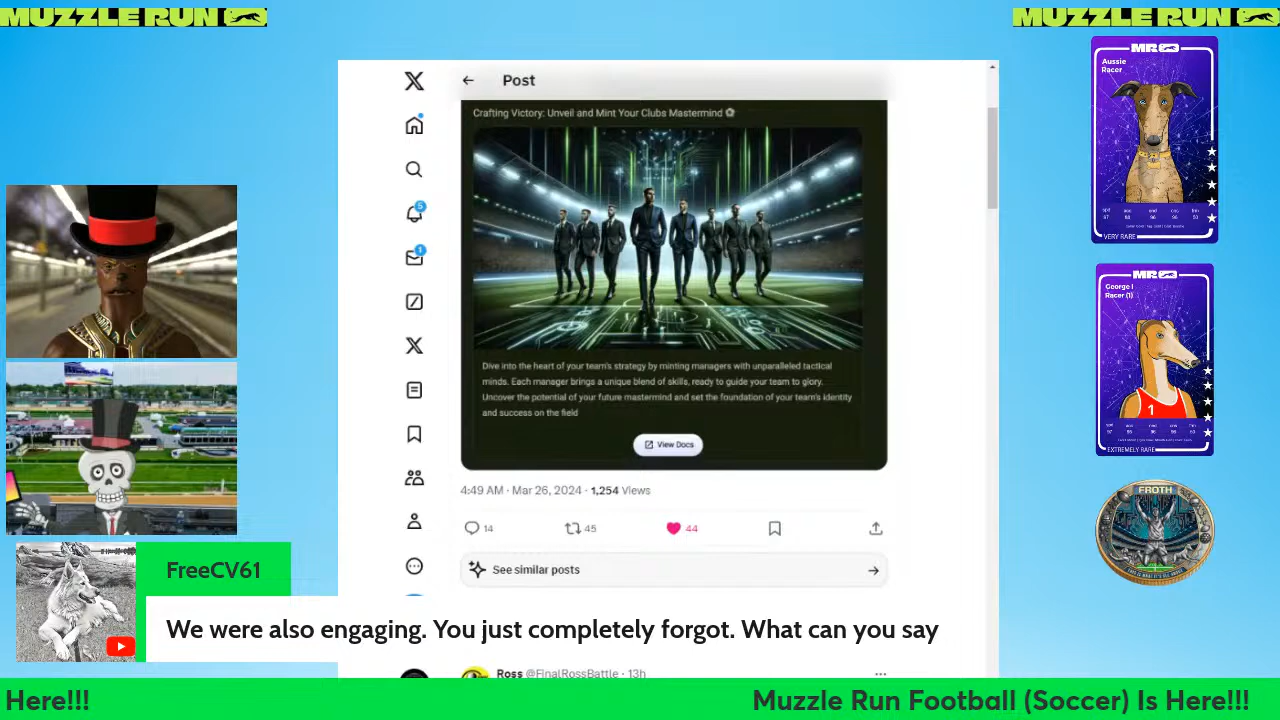 MUZZLE RUN
MUZZLE RUN
Post
Crafting Victory: Unveil and Mint Your Clubs Mastermind
Dive into the heart of your team's strategy by minting managers with unparalleled tactical
minds. Each manager brings a unique blend of skills, ready to guide your team to glory.
Uncover the potential of your future mastermind and set the foundation of your team's identity
and success on the field
View Docs
4:49 AM · Mar 26, 2024 · 1,254 Views
14
45
44
See similar posts
5
1
Ross @FinalRossBattle · 13h
MR
Aussie
Racer
VERY RARE
MR
George I
Racer (1)
1
EXTREMELY RARE
FROTH
FreeCV61
We were also engaging. You just completely forgot. What can you say
Here!!!
Muzzle Run Football (Soccer) Is Here!!!